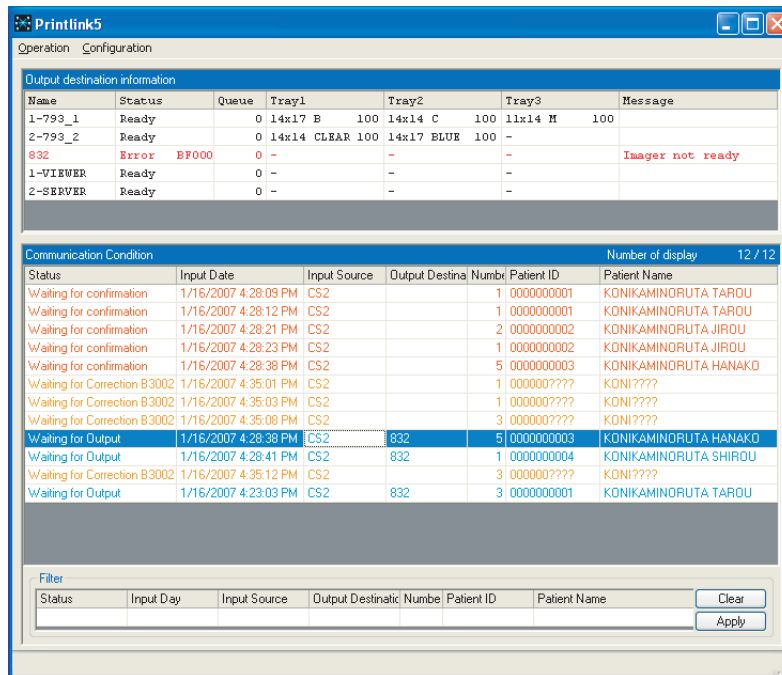 Printlink5
Operation Configuration
Output destination information
Name Status Queue Tray1 Tray2 Tray3 Message
1-793_1 Ready 0 14x17 B 100 14x14 C 100 11x14 M 100
2-793_2 Ready 0 14x14 CLEAR 100 14x17 BLUE 100 -
832 Error BF000 0 - - - Imager not ready
1-VIEWER Ready 0 - - -
2-SERVER Ready 0 - - -
Communication Condition Number of display 12 / 12
Status Input Date Input Source Output Destina Numbe Patient ID Patient Name
Waiting for confirmation 1/16/2007 4:28:09 PM CS2 1 0000000001 KONIKAMINORUTA TAROU
Waiting for confirmation 1/16/2007 4:28:12 PM CS2 1 0000000001 KONIKAMINORUTA TAROU
Waiting for confirmation 1/16/2007 4:28:21 PM CS2 2 0000000002 KONIKAMINORUTA JIROU
Waiting for confirmation 1/16/2007 4:28:23 PM CS2 1 0000000002 KONIKAMINORUTA JIROU
Waiting for confirmation 1/16/2007 4:28:38 PM CS2 5 0000000003 KONIKAMINORUTA HANAKO
Waiting for Correction B3002 1/16/2007 4:35:01 PM CS2 1 000000???? KONI????
Waiting for Correction B3002 1/16/2007 4:35:03 PM CS2 1 000000???? KONI????
Waiting for Correction B3002 1/16/2007 4:35:08 PM CS2 3 000000???? KONI????
Waiting for Output 1/16/2007 4:28:38 PM CS2 832 5 0000000003 KONIKAMINORUTA HANAKO
Waiting for Output 1/16/2007 4:28:41 PM CS2 832 1 0000000004 KONIKAMINORUTA SHIROU
Waiting for Correction B3002 1/16/2007 4:35:12 PM CS2 3 000000???? KONI????
Waiting for Output 1/16/2007 4:23:03 PM CS2 832 3 0000000001 KONIKAMINORUTA TAROU
Filter
Status Input Day Input Source Output Destinatic Numbe Patient ID Patient Name Clear
Apply